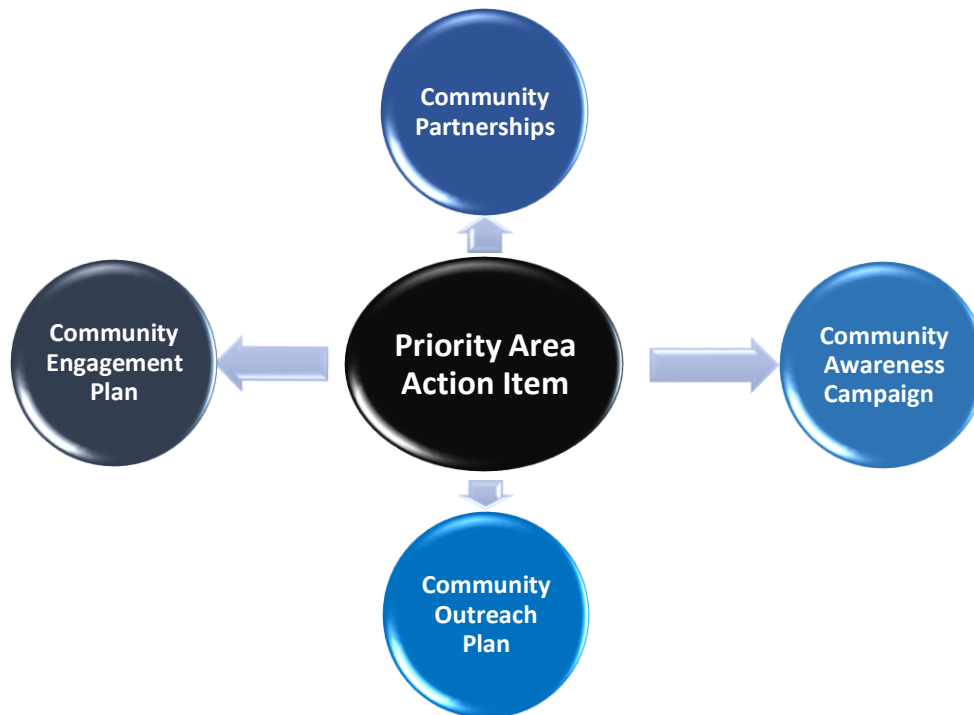 Community
Partnerships
Community
Engagement
Plan
Priority Area
Action Item
Community
Awareness
Campaign
Community
Outreach
Plan